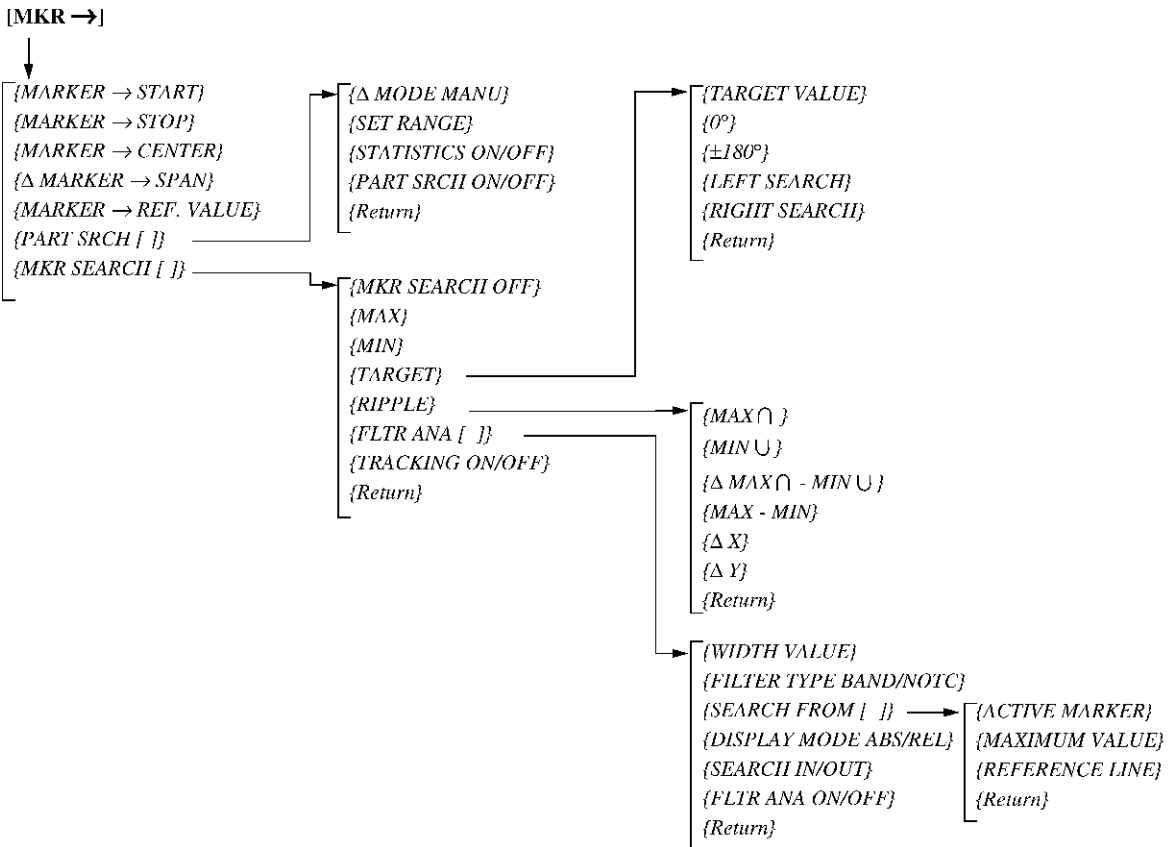 [MKR →]
{MARKER → START}
{MARKER → STOP}
{MARKER → CENTER}
{Δ MARKER → SPAN}
{MARKER → REF. VALUE}
{PART SRCH [ ]}
{MKR SEARCH [ ]}
{Δ MODE MANU}
{SET RANGE}
{STATISTICS ON/OFF}
{PART SRCH ON/OFF}
{Return}
{MKR SEARCH OFF}
{MAX}
{MIN}
{TARGET}
{RIPPLE}
{FLTR ANA [ ]}
{TRACKING ON/OFF}
{Return}
{TARGET VALUE}
{0°}
{±180°}
{LEFT SEARCH}
{RIGHT SEARCH}
{Return}
{MAX ∩ }
{MIN ∪ }
{Δ MAX ∩ - MIN ∪ }
{MAX - MIN}
{Δ X}
{Δ Y}
{Return}
{WIDTH VALUE}
{FILTER TYPE BAND/NOTC}
{SEARCH FROM [ ]}
{DISPLAY MODE ABS/REL}
{SEARCH IN/OUT}
{FLTR ANA ON/OFF}
{Return}
{ACTIVE MARKER}
{MAXIMUM VALUE}
{REFERENCE LINE}
{Return}